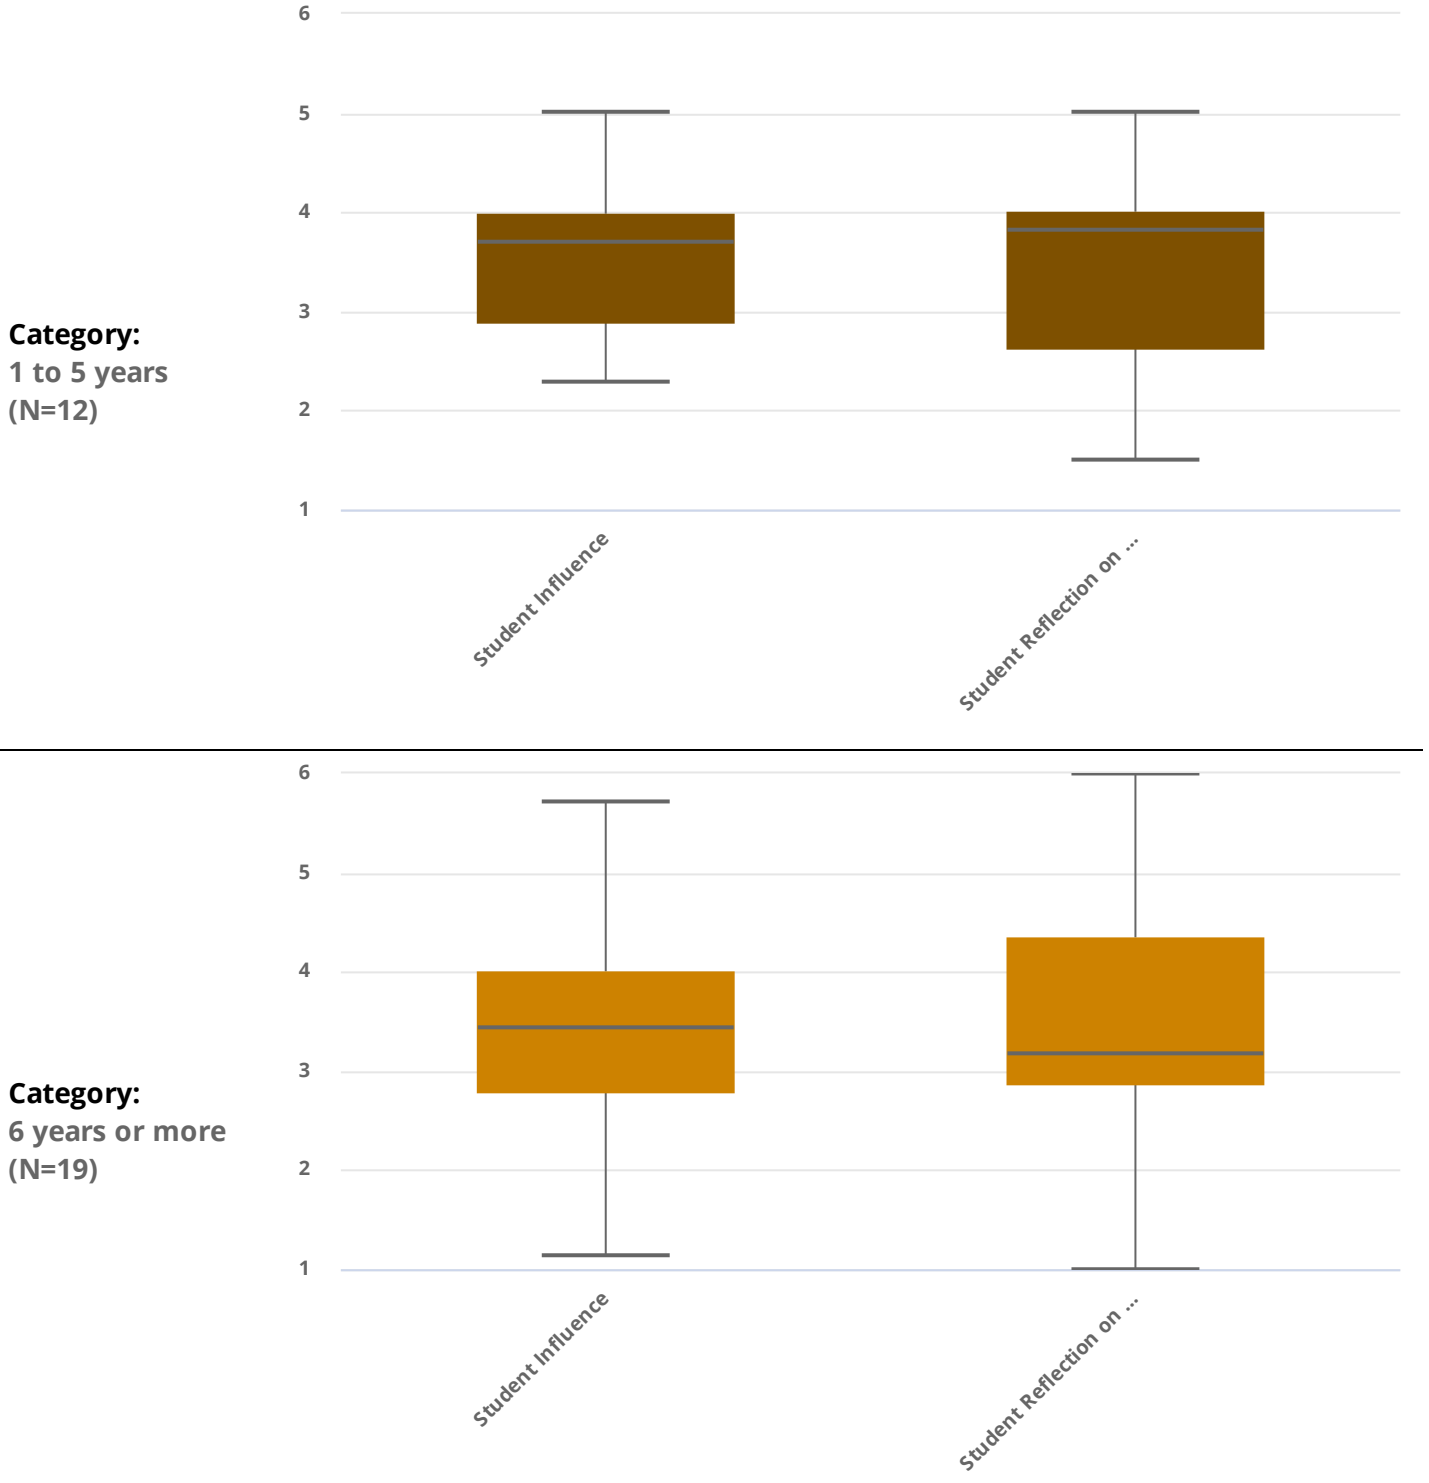 6
5
4
3
2
1
Category:
1 to 5 years
(N=12)
Student Influence
Student Reflection on ...
6
5
4
3
2
1
Category:
6 years or more
(N=19)
Student Influence
Student Reflection on ...